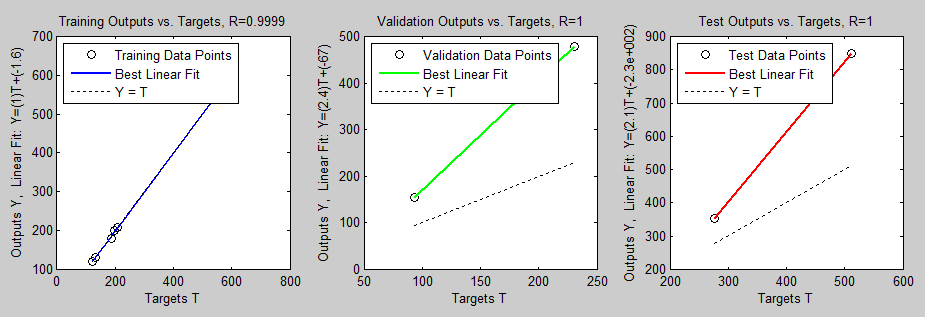 Training Outputs vs. Targets, R=0.9999
Outputs Y, Linear Fit: Y=(1)T+(-1.6)
700
600
500
400
300
200
100
Training Data Points
Best Linear Fit
Y = T
0
200
400
600
800
Targets T
Validation Outputs vs. Targets, R=1
Outputs Y, Linear Fit: Y=(2.4)T+(-67)
500
400
300
200
100
0
Validation Data Points
Best Linear Fit
Y = T
50
100
150
200
250
Targets T
Test Outputs vs. Targets, R=1
Outputs Y, Linear Fit: Y=(2.1)T+(-2.3e+002)
900
800
700
600
500
400
300
200
Test Data Points
Best Linear Fit
Y = T
200
300
400
500
600
Targets T